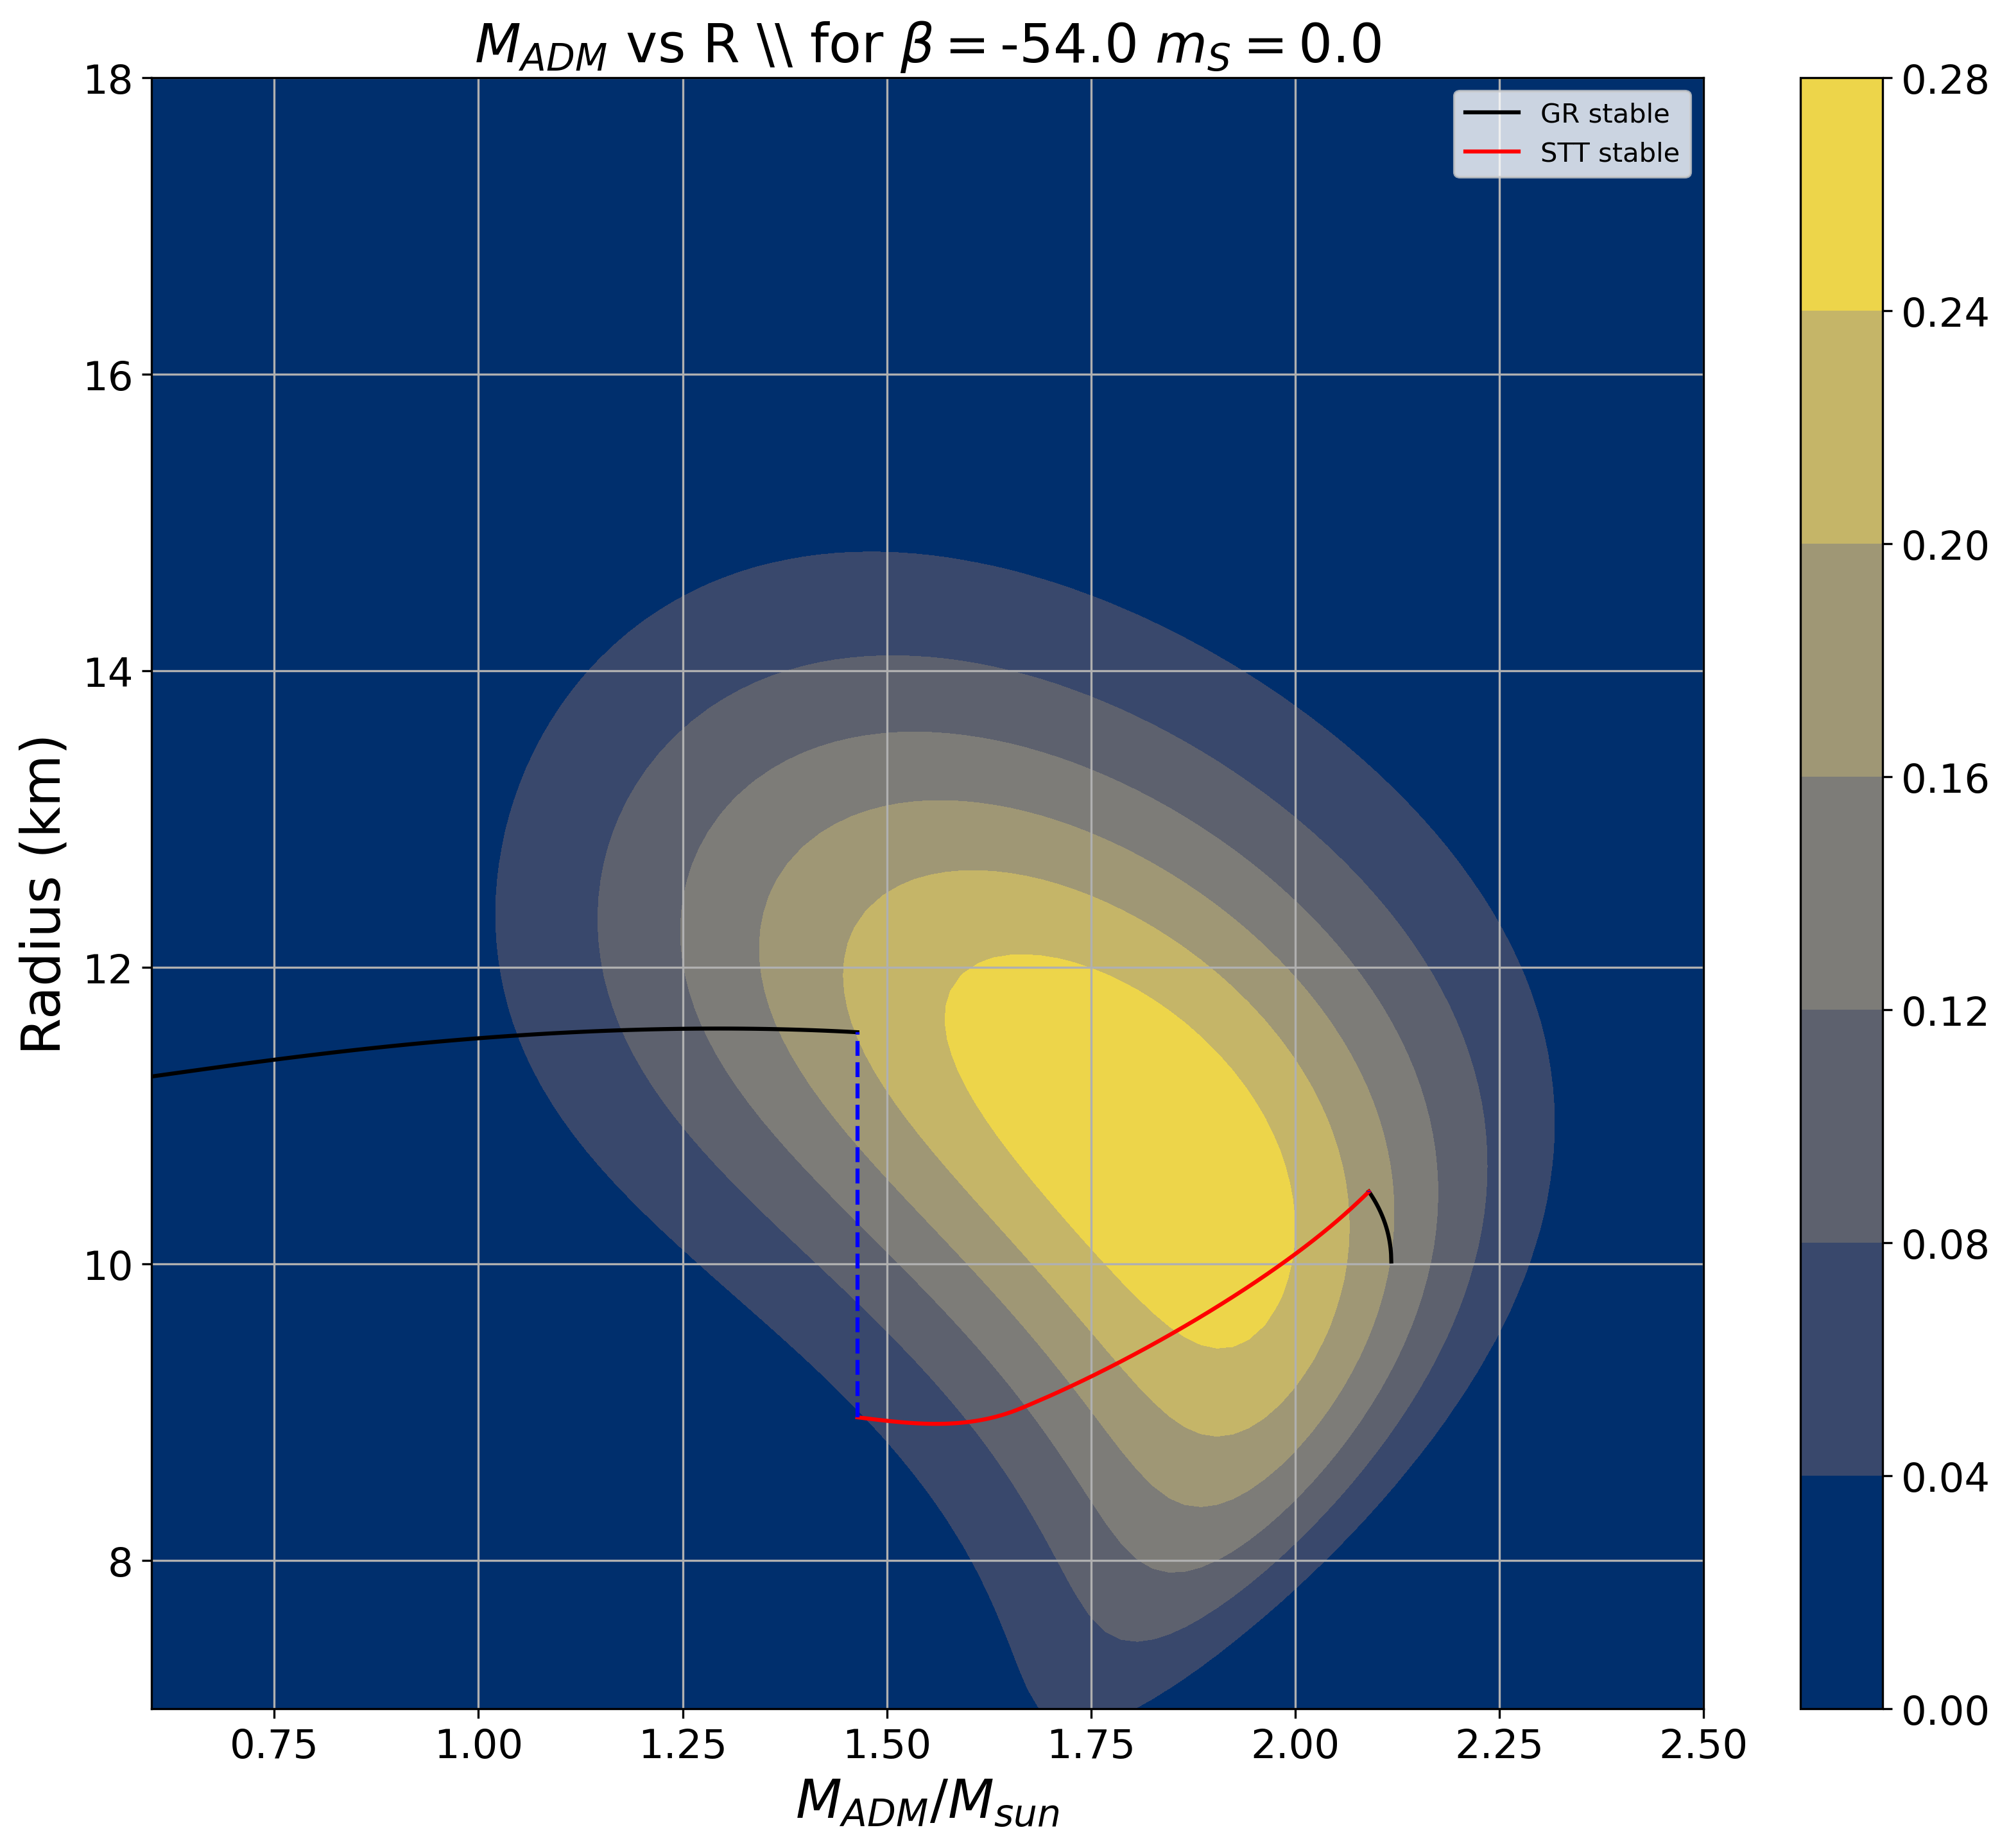 M_ADM vs R \\ for β = -54.0 m_S = 0.0
GR stable
STT stable
Radius (km)
18
16
14
12
10
8
0.75 1.00 1.25 1.50 1.75 2.00 2.25 2.50
M_ADM/M_sun
0.28
0.24
0.20
0.16
0.12
0.08
0.04
0.00